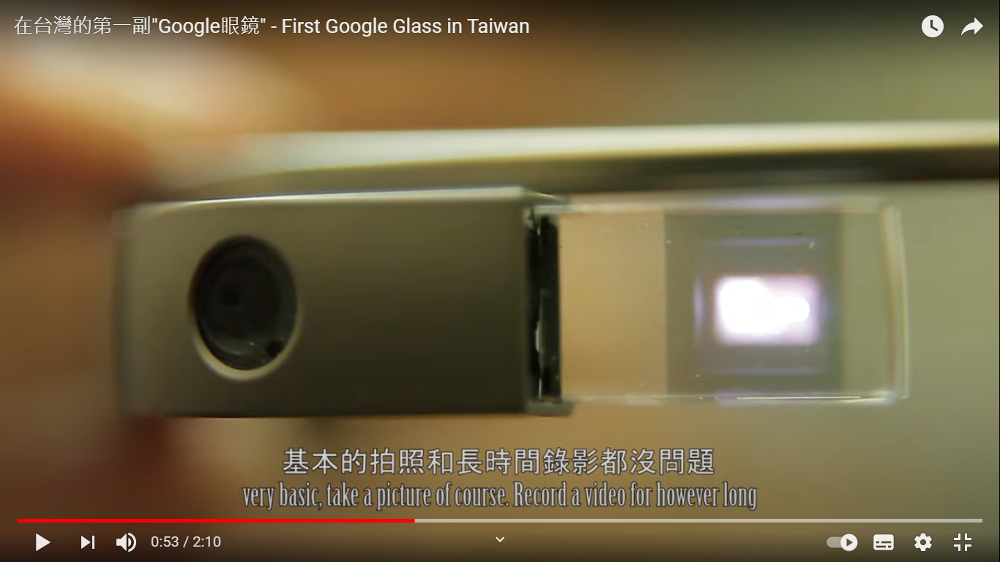 在台灣的第一副"Google眼鏡" - First Google Glass in Taiwan
基本的拍照和長時間錄影都沒問題
very basic, take a picture of course. Record a video for however long
0:53 / 2:10